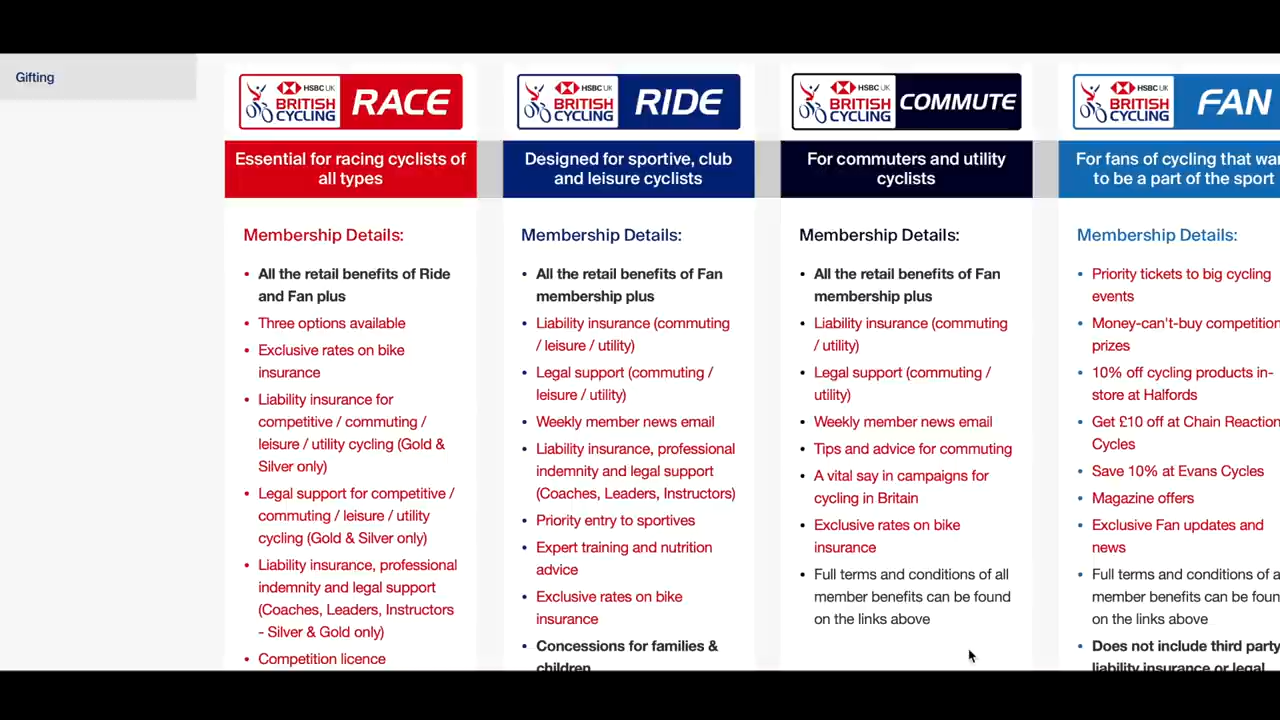 Gifting
HSBC UK
BRITISH
CYCLING
RACE
Essential for racing cyclists of
all types
Membership Details:
• All the retail benefits of Ride
and Fan plus
• Three options available
• Exclusive rates on bike
insurance
• Liability insurance for
competitive / commuting /
leisure / utility cycling (Gold &
Silver only)
• Legal support for competitive /
commuting / leisure / utility
cycling (Gold & Silver only)
• Liability insurance, professional
indemnity and legal support
(Coaches, Leaders, Instructors
- Silver & Gold only)
• Competition licence
HSBC UK
BRITISH
CYCLING
RIDE
Designed for sportive, club
and leisure cyclists
Membership Details:
• All the retail benefits of Fan
membership plus
• Liability insurance (commuting
/ leisure / utility)
• Legal support (commuting /
leisure / utility)
• Weekly member news email
• Liability insurance, professional
indemnity and legal support
(Coaches, Leaders, Instructors)
• Priority entry to sportives
• Expert training and nutrition
advice
• Exclusive rates on bike
insurance
• Concessions for families &
children
HSBC UK
BRITISH
CYCLING
COMMUTE
For commuters and utility
cyclists
Membership Details:
• All the retail benefits of Fan
membership plus
• Liability insurance (commuting
/ utility)
• Legal support (commuting /
utility)
• Weekly member news email
• Tips and advice for commuting
• A vital say in campaigns for
cycling in Britain
• Exclusive rates on bike
insurance
• Full terms and conditions of all
member benefits can be found
on the links above
HSBC UK
BRITISH
CYCLING
FAN
For fans of cycling that
to be a part of the sport
Membership Details:
• Priority tickets to big cycling
events
• Money-can't-buy competition
prizes
• 10% off cycling products in-
store at Halfords
• Get £10 off at Chain Reaction
Cycles
• Save 10% at Evans Cycles
• Magazine offers
• Exclusive Fan updates and
news
• Full terms and conditions of
member benefits can be
on the links above
• Does not include third party
liability insurance or legal